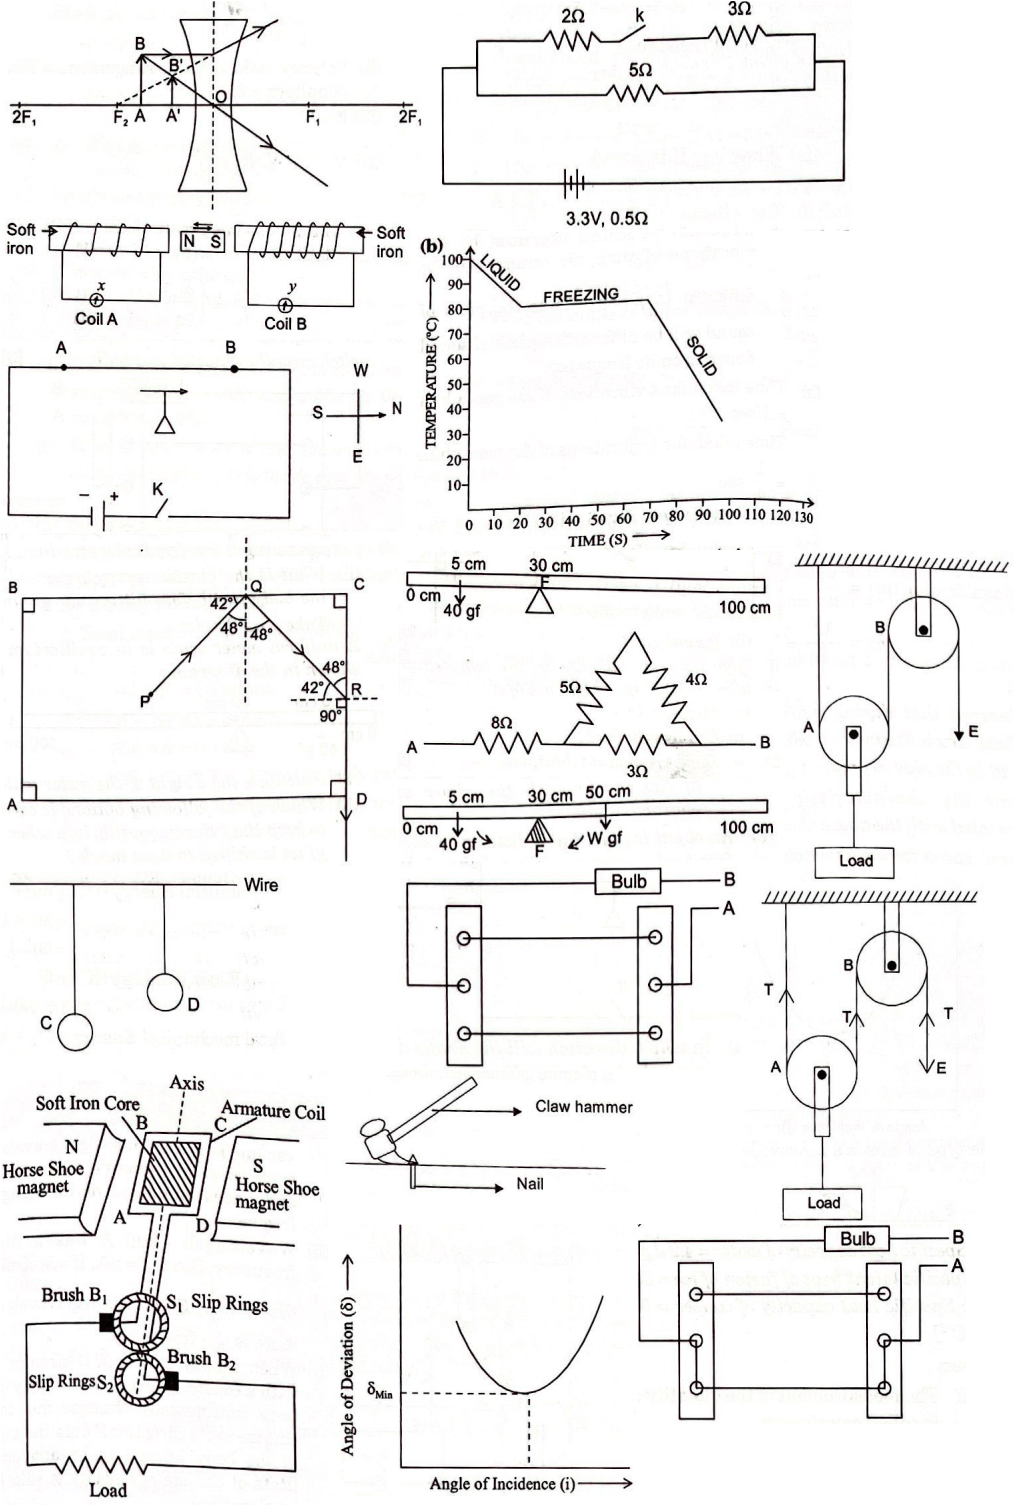 B
B'
O
2F₁
F₂
A
A'
F₁
2F₁
2Ω
k
3Ω
5Ω
3.3V, 0.5Ω
Soft iron
N S
Soft iron
x
Coil A
y
Coil B
(b)
TEMPERATURE (°C)
100
90
80
70
60
50
40
30
20
10
LIQUID
FREEZING
SOLID
0 10 20 30 40 50 60 70 80 90 100 110 120 130
TIME (S)
A
B
W
S
N
E
− +
K
B
Q
C
42°
48°
48°
P
48°
42°
R
90°
A
D
5 cm
30 cm
F
0 cm
40 gf
100 cm
5Ω
4Ω
A
8Ω
3Ω
B
5 cm
30 cm
50 cm
0 cm
40 gf
F
W gf
100 cm
B
A
E
Load
Wire
C
D
Bulb
B
A
B
T
T
T
A
E
Load
Axis
Soft Iron Core
B
C
Armature Coil
N
Horse Shoe
magnet
S
Horse Shoe
magnet
A
D
Brush B₁
S₁ Slip Rings
Brush B₂
Slip Rings S₂
Load
Claw hammer
Nail
Angle of Deviation (δ)
δMin
Angle of Incidence (i)
Bulb
B
A